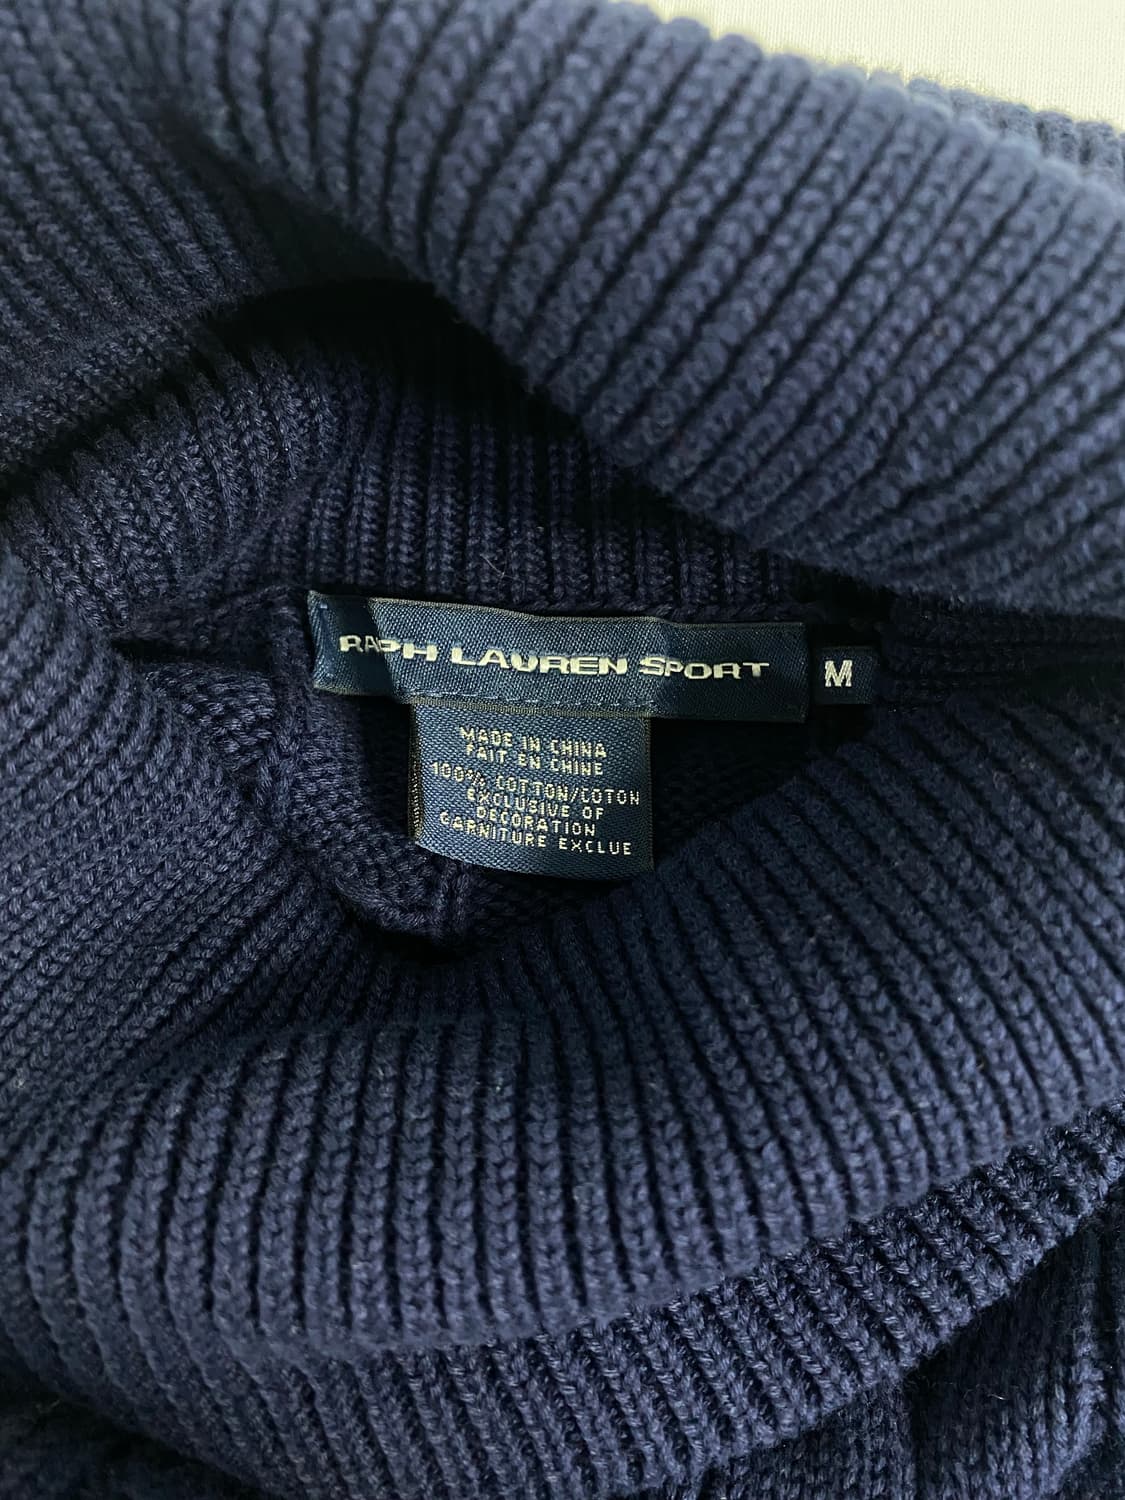 RALPH LAUREN SPORT
M
MADE IN CHINA
FAIT EN CHINE
100% COTTON/COTON
EXCLUSIVE OF
DECORATION
GARNITURE EXCLUE